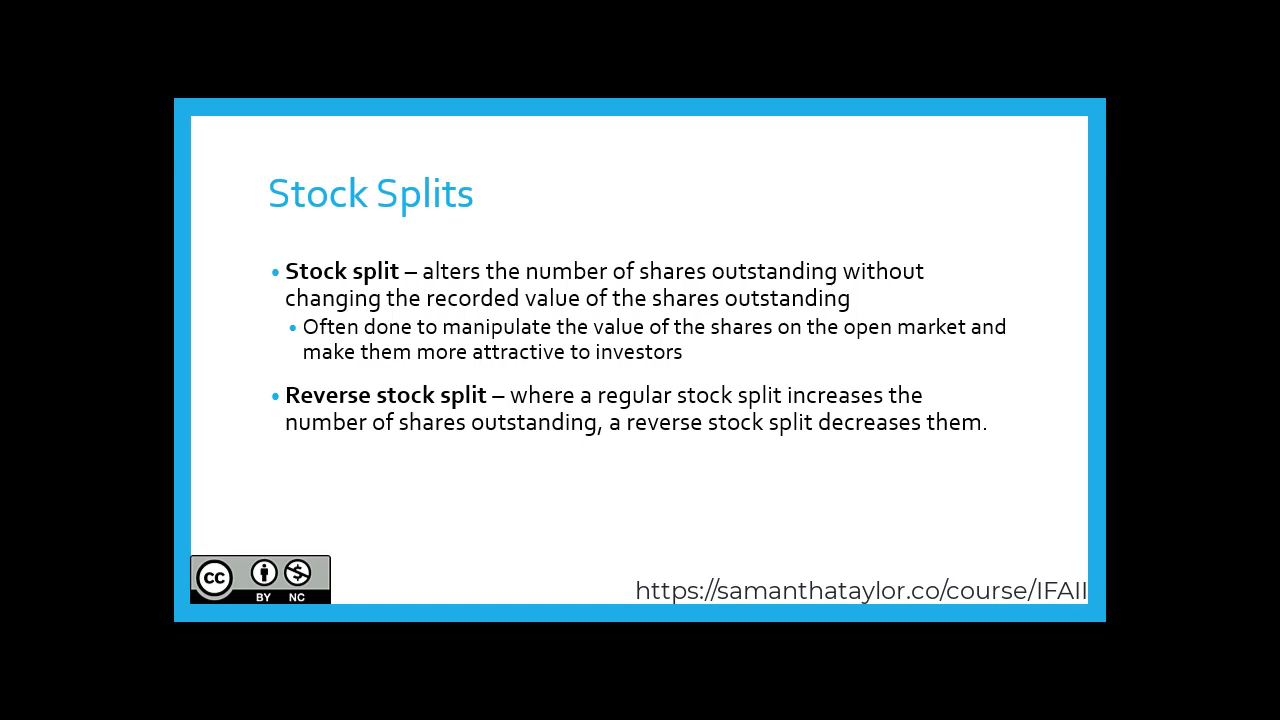 Stock Splits
• Stock split – alters the number of shares outstanding without
changing the recorded value of the shares outstanding
• Often done to manipulate the value of the shares on the open market and
make them more attractive to investors
• Reverse stock split – where a regular stock split increases the
number of shares outstanding, a reverse stock split decreases them.
cc
BY NC
https://samanthataylor.co/course/IFAII